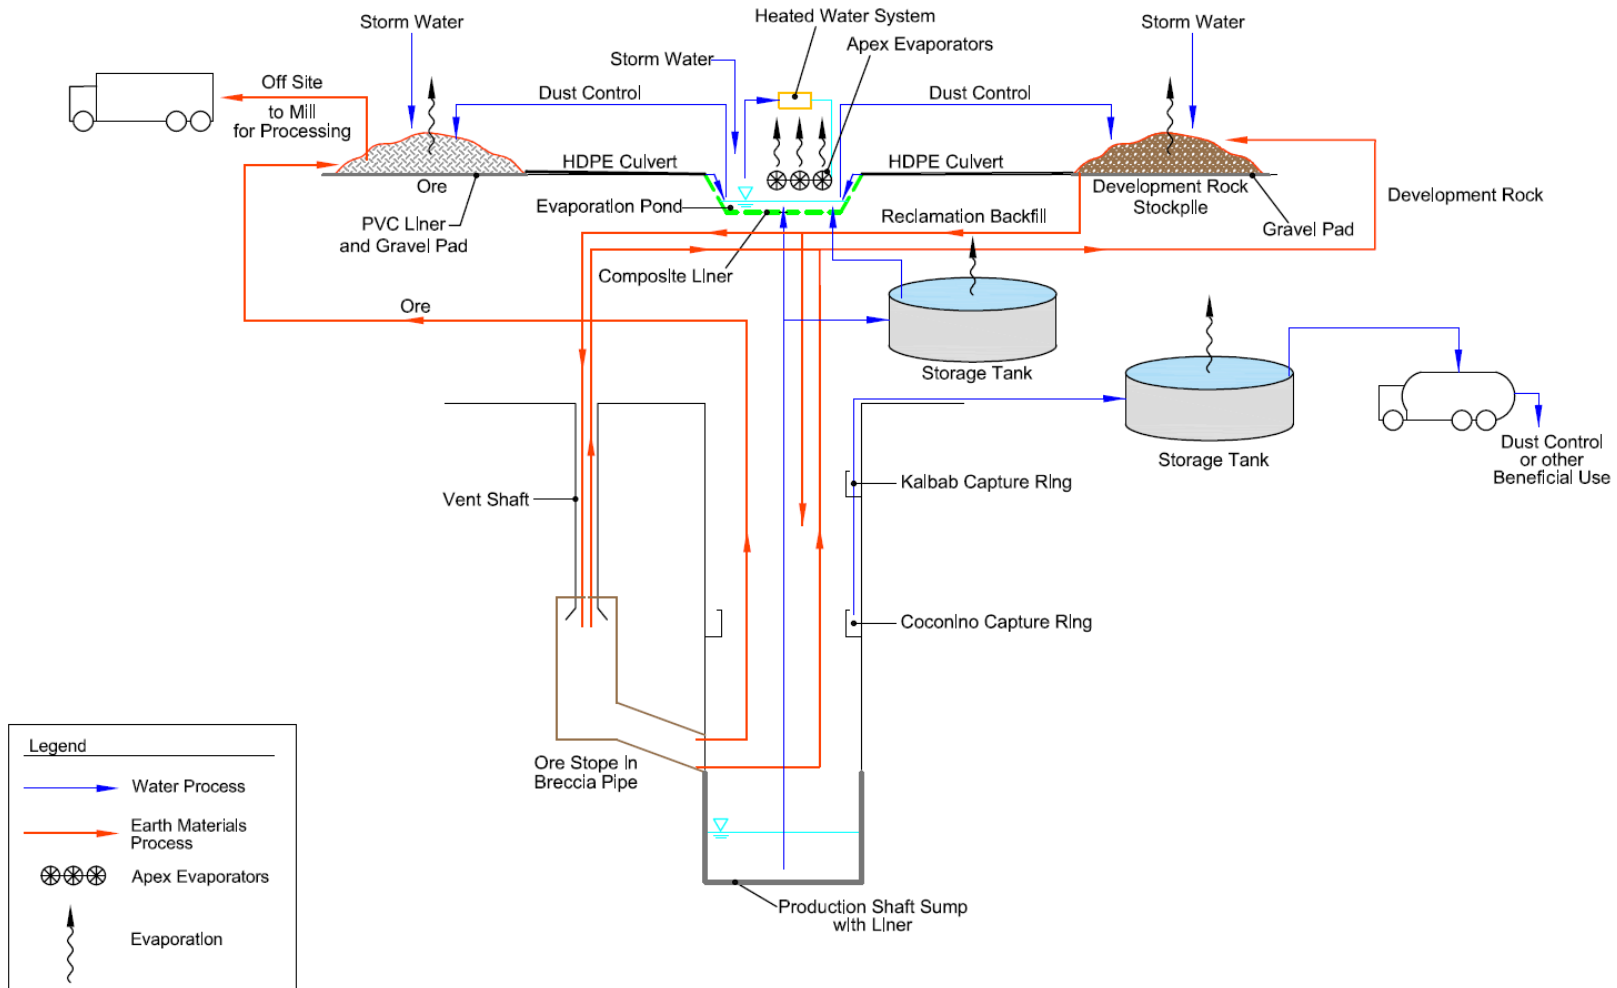 Storm Water
Heated Water System
Storm Water
Apex Evaporators
Storm Water
Off Site
to Mill
for Processing
Dust Control
Dust Control
HDPE Culvert
HDPE Culvert
Ore
Evaporation Pond
Development Rock
Stockpile
Development Rock
PVC Liner
and Gravel Pad
Reclamation Backfill
Gravel Pad
Composite Liner
Ore
Storage Tank
Storage Tank
Dust Control
or other
Beneficial Use
Kaibab Capture Ring
Vent Shaft
Coconino Capture Ring
Ore Stope in
Breccia Pipe
Production Shaft Sump
with Liner
Legend
Water Process
Earth Materials
Process
Apex Evaporators
Evaporation